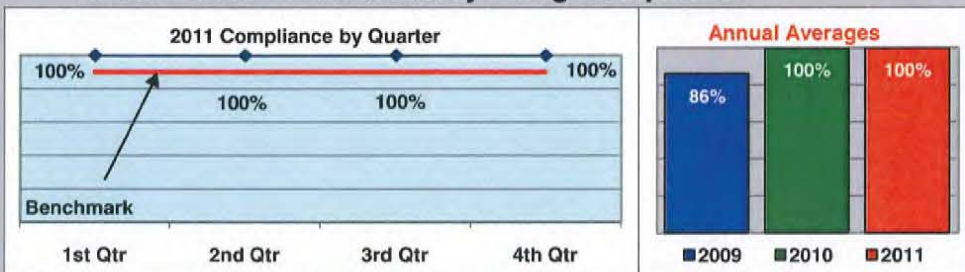 2011 Compliance by Quarter
100%
100%
100%
100%
Benchmark
1st Qtr
2nd Qtr
3rd Qtr
4th Qtr
Annual Averages
86%
100%
100%
2009
2010
2011